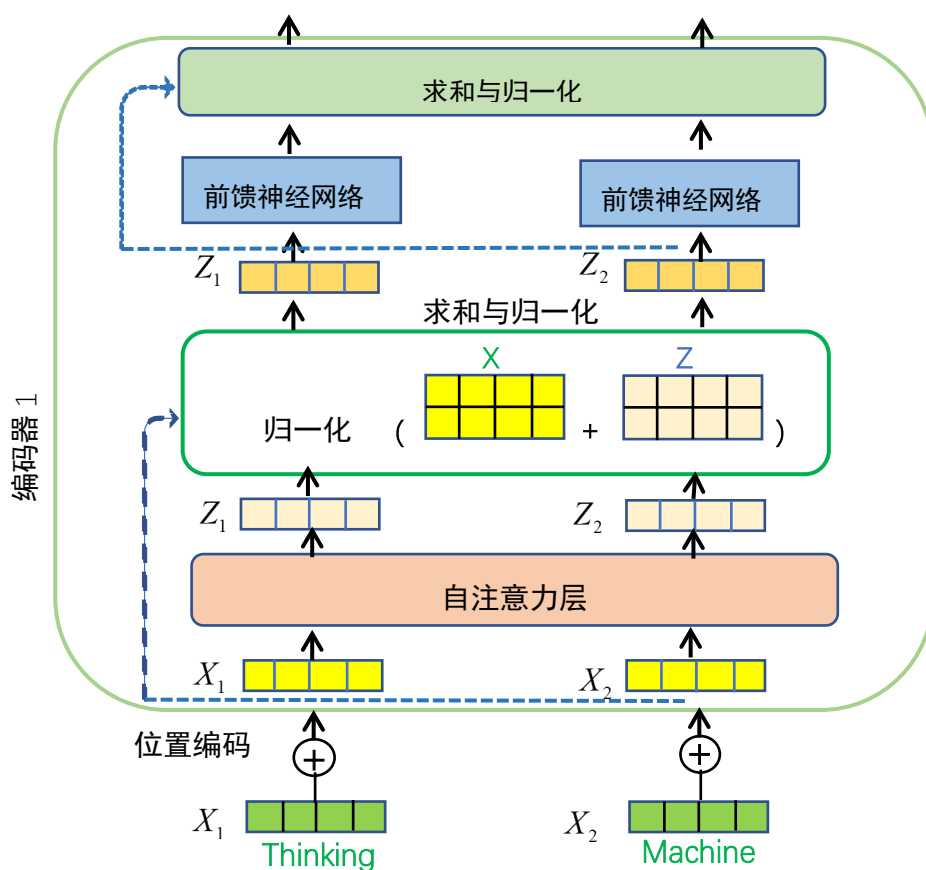 求和与归一化
前馈神经网络
前馈神经网络
Z1
Z2
求和与归一化
X
Z
归一化 ( + )
编码器 1
Z1
Z2
自注意力层
X1
X2
位置编码
+
+
X1
X2
Thinking
Machine